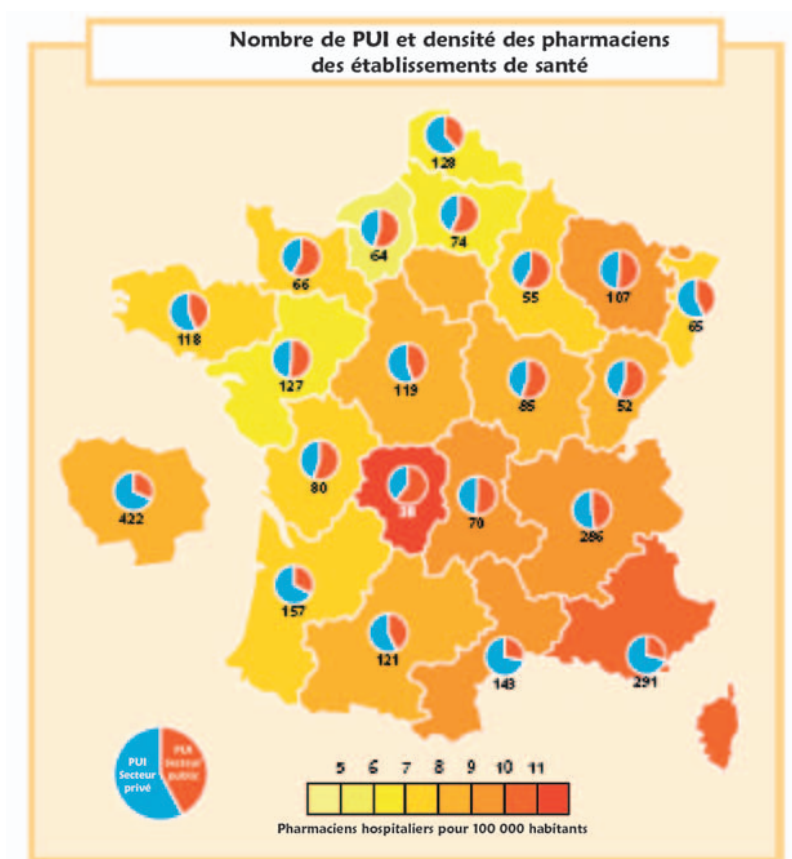 Nombre de PUI et densité des pharmaciens
des établissements de santé
128
74
64
66
55
107
65
118
127
119
86
52
80
38
70
286
422
157
121
143
291
PUI
Secteur
privé
PUI
Secteur
public
5 6 7 8 9 10 11
Pharmaciens hospitaliers pour 100 000 habitants